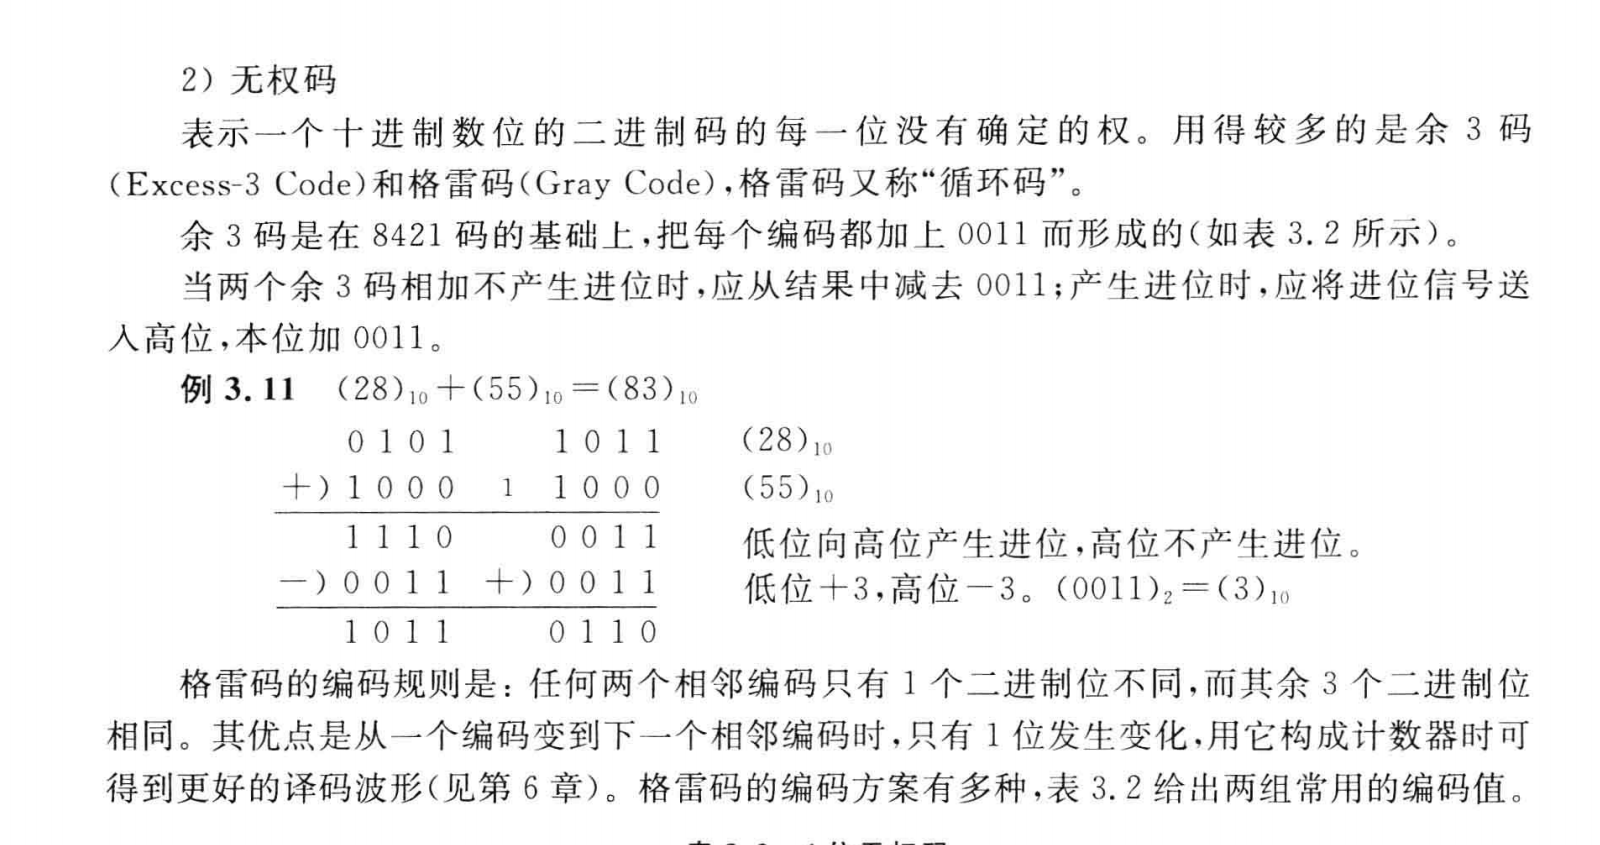 2）无权码
表示一个十进制数位的二进制码的每一位没有确定的权。用得较多的是余 3 码
(Excess-3 Code)和格雷码(Gray Code),格雷码又称“循环码”。
余 3 码是在 8421 码的基础上,把每个编码都加上 0011 而形成的(如表 3.2 所示)。
当两个余 3 码相加不产生进位时,应从结果中减去 0011;产生进位时,应将进位信号送
入高位,本位加 0011。
例 3.11 (28)₁₀+(55)₁₀=(83)₁₀
0 1 0 1 1 0 1 1 (28)₁₀
+) 1 0 0 0 1 1 0 0 0 (55)₁₀
1 1 1 0 0 0 1 1 低位向高位产生进位,高位不产生进位。
-) 0 0 1 1 +) 0 0 1 1 低位+3,高位-3。(0011)₂=(3)₁₀
1 0 1 1 0 1 1 0
格雷码的编码规则是：任何两个相邻编码只有 1 个二进制位不同,而其余 3 个二进制位
相同。其优点是从一个编码变到下一个相邻编码时,只有 1 位发生变化,用它构成计数器时可
得到更好的译码波形(见第 6 章)。格雷码的编码方案有多种,表 3.2 给出两组常用的编码值。